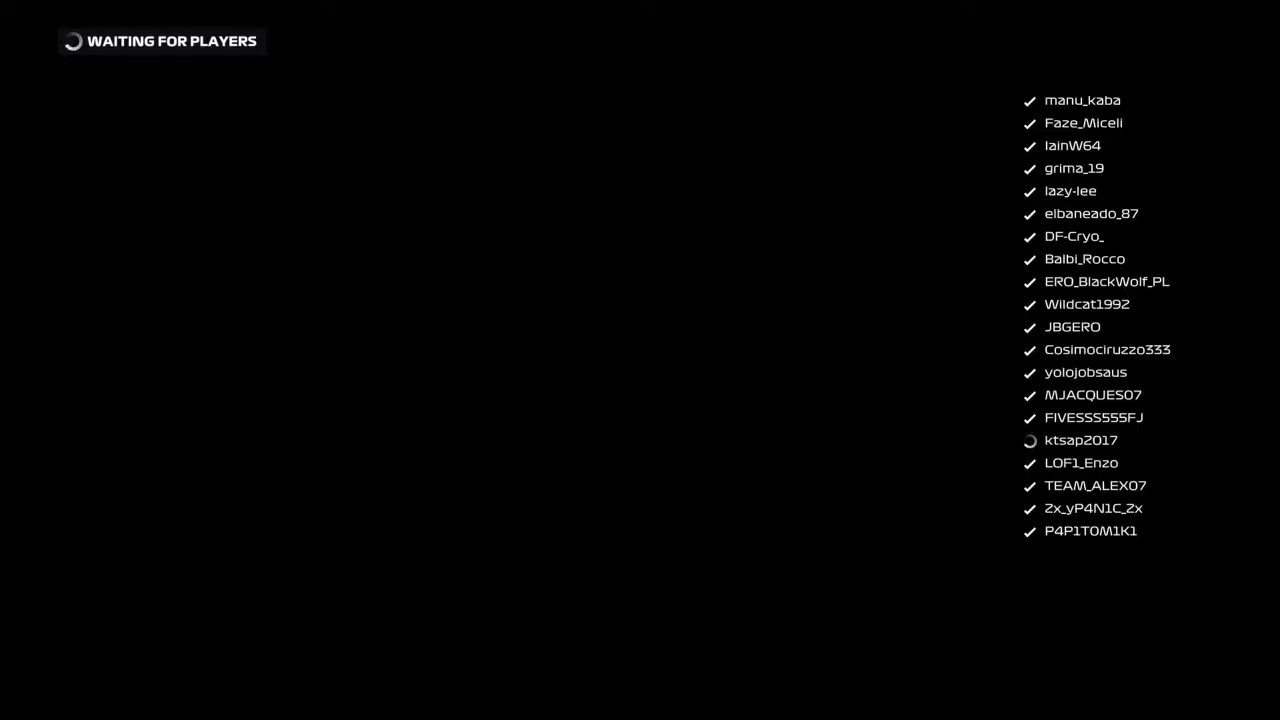 WAITING FOR PLAYERS
manu_kaba
Faze_Miceli
IainW64
grima_19
lazy-lee
elbaneado_87
DF-Cryo_
Balbi_Rocco
ERO_BlackWolf_PL
Wildcat1992
JBGERO
Cosimociruzzo333
yolojobsaus
MJACQUES07
FIVESSS555FJ
ktsap2017
LOF1_Enzo
TEAM_ALEX07
Zx_yP4N1C_Zx
P4P1T0M1K1